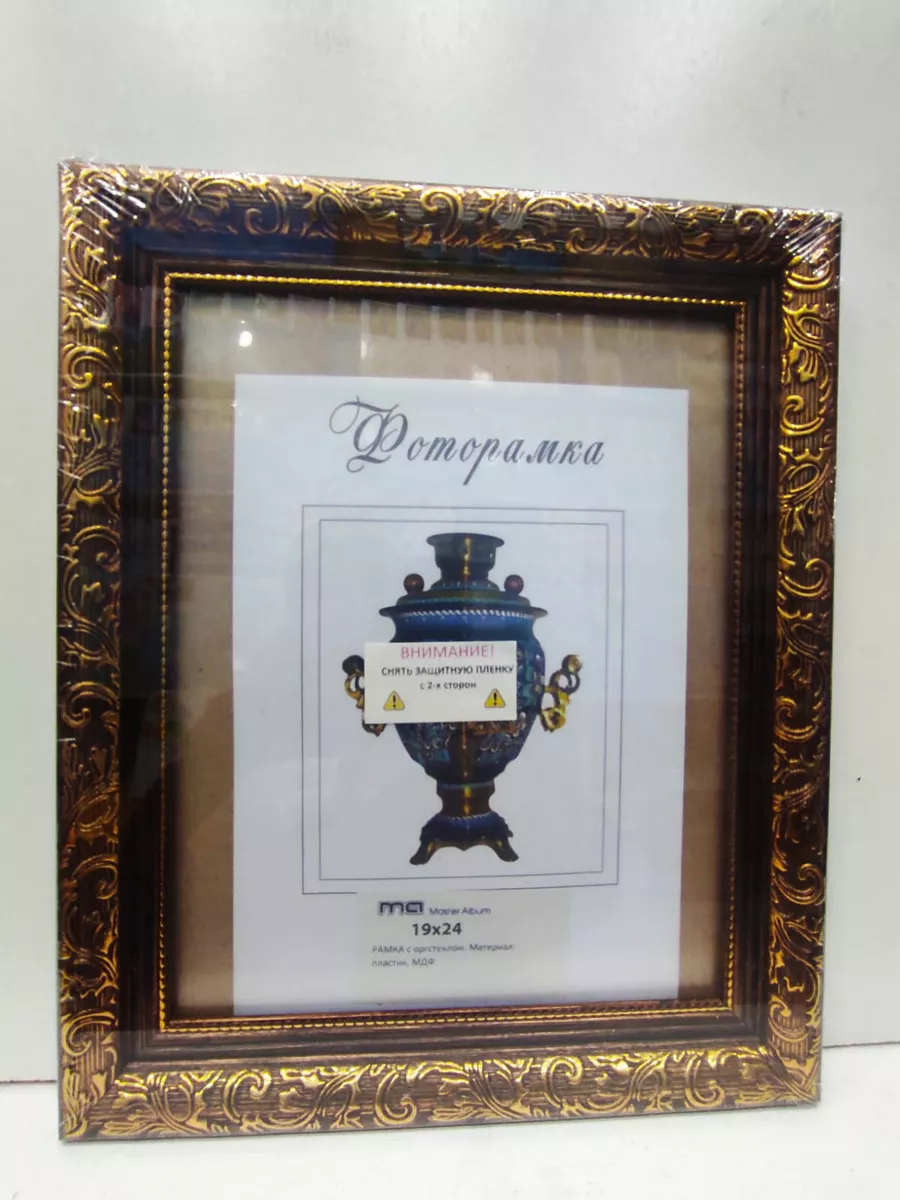 Фоторамка
ВНИМАНИЕ!
СНЯТЬ ЗАЩИТНУЮ ПЛЕНКУ
с 2-х сторон
ma Master Album
19x24
РАМКА с оргстеклом. Материал:
пластик, МДФ